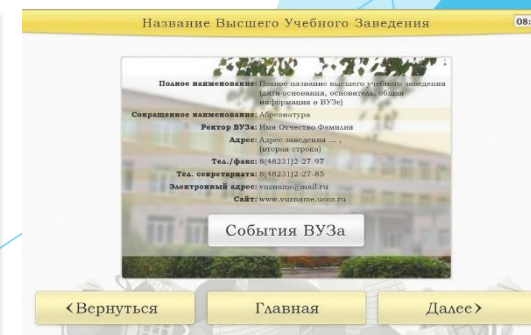 Название Высшего Учебного Заведения
08:
Полное наименование: Полное название высшего учебного заведения
(дата основания, основатель, общая
информация о ВУЗе)
Сокращенное наименование: Абревиатура
Ректор ВУЗа: Имя Отчество Фамилия
Адрес: Адрес заведения ... ,
(вторая строка)
Тел./факс: 8(48231)2-27-97
Тел. секретариата: 8(48231)2-27-85
Электронный адрес: vuzname@mail.ru
Сайт: www.vuzname.ucoz.ru
События ВУЗа
‹Вернуться
Главная
Далее›